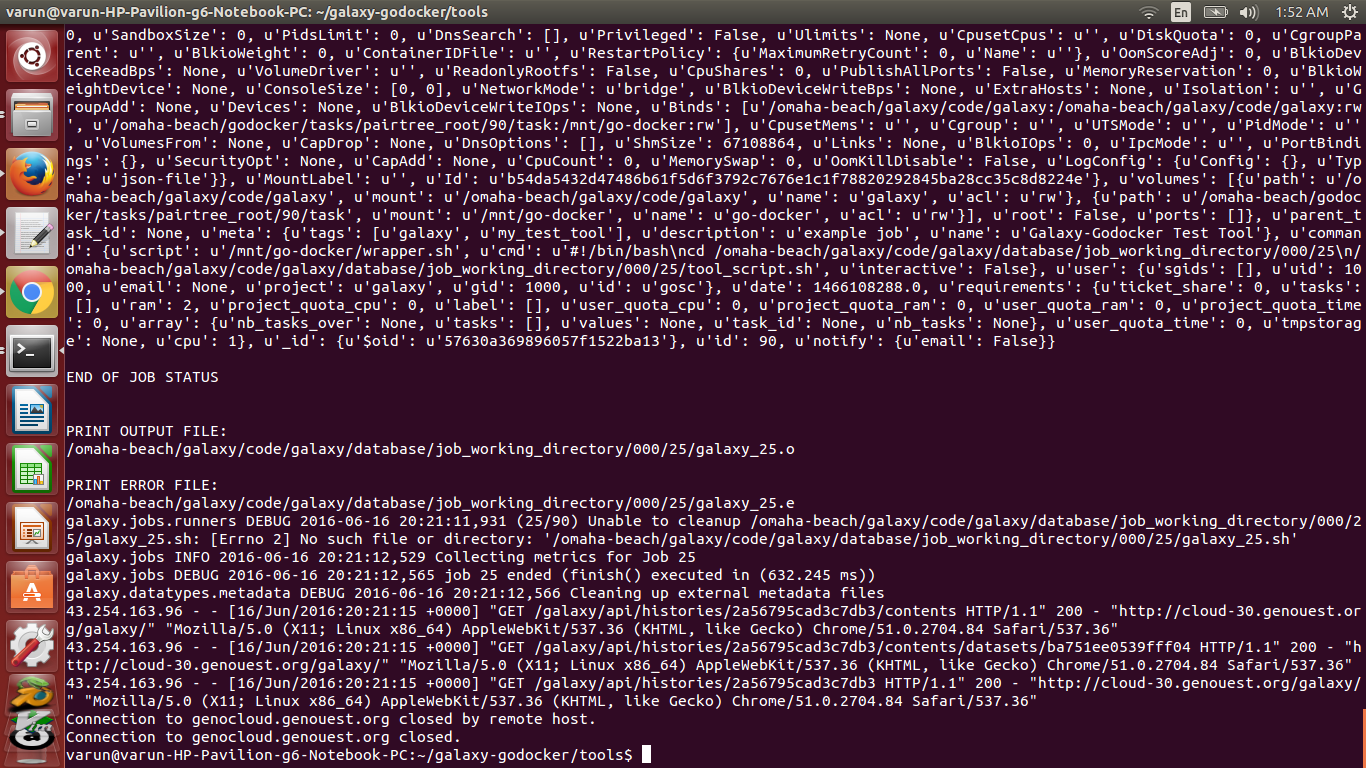 varun@varun-HP-Pavilion-g6-Notebook-PC: ~/galaxy-godocker/tools En 1:52 AM
0, u'SandboxSize': 0, u'PidsLimit': 0, u'DnsSearch': [], u'Privileged': False, u'Ulimits': None, u'CpusetCpus': u'', u'DiskQuota': 0, u'CgroupPa
rent': u'', u'BlkioWeight': 0, u'ContainerIDFile': u'', u'RestartPolicy': {u'MaximumRetryCount': 0, u'Name': u''}, u'OomScoreAdj': 0, u'BlkioDe
viceReadBps': None, u'VolumeDriver': u'', u'ReadonlyRootfs': False, u'CpuShares': 0, u'PublishAllPorts': False, u'MemoryReservation': 0, u'BlkioW
eightDevice': None, u'ConsoleSize': [0, 0], u'NetworkMode': u'bridge', u'BlkioDeviceWriteBps': None, u'ExtraHosts': None, u'Isolation': u'', u'G
roupAdd': None, u'Devices': None, u'BlkioDeviceWriteIOps': None, u'Binds': [u'/omaha-beach/galaxy/code/galaxy:/omaha-beach/galaxy/code/galaxy:rw
', u'/omaha-beach/godocker/tasks/pairtree_root/90/task:/mnt/go-docker:rw'], u'CpusetMems': u'', u'Cgroup': u'', u'UTSMode': u'', u'PidMode': u''
, u'VolumesFrom': None, u'CapDrop': None, u'DnsOptions': [], u'ShmSize': 67108864, u'Links': None, u'BlkioIOps': 0, u'IpcMode': u'', u'PortBindi
ngs': {}, u'SecurityOpt': None, u'CapAdd': None, u'CpuCount': 0, u'MemorySwap': 0, u'OomKillDisable': False, u'LogConfig': {u'Config': {}, u'Typ
e': u'json-file'}}, u'MountLabel': u'', u'Id': u'b54da5432d47486b61f5d6f3792c7676e1c1f78820292845ba28cc35c8d8224e'}, u'volumes': [{u'path': u'/o
maha-beach/galaxy/code/galaxy', u'mount': u'/omaha-beach/galaxy/code/galaxy', u'name': u'galaxy', u'acl': u'rw'}, {u'path': u'/omaha-beach/godoc
ker/tasks/pairtree_root/90/task', u'mount': u'/mnt/go-docker', u'name': u'go-docker', u'acl': u'rw'}], u'root': False, u'ports': []}, u'parent_t
ask_id': None, u'meta': {u'tags': [u'galaxy', u'my_test_tool'], u'description': u'example job', u'name': u'Galaxy-Godocker Test Tool'}, u'comman
d': {u'script': u'/mnt/go-docker/wrapper.sh', u'cmd': u'#!/bin/bash\ncd /omaha-beach/galaxy/code/galaxy/database/job_working_directory/000/25\n/
omaha-beach/galaxy/code/galaxy/database/job_working_directory/000/25/tool_script.sh', u'interactive': False}, u'user': {u'sgids': [], u'uid': 10
00, u'email': None, u'project': u'galaxy', u'gid': 1000, u'id': u'gosc'}, u'date': 1466108288.0, u'requirements': {u'ticket_share': 0, u'tasks':
 [], u'ram': 2, u'project_quota_cpu': 0, u'label': [], u'user_quota_cpu': 0, u'project_quota_ram': 0, u'user_quota_ram': 0, u'project_quota_time
': 0, u'array': {u'nb_tasks_over': None, u'tasks': [], u'values': None, u'task_id': None, u'nb_tasks': None}, u'user_quota_time': 0, u'tmpstorag
e': None, u'cpu': 1}, u'_id': {u'$oid': u'57630a369896057f1522ba13'}, u'id': 90, u'notify': {u'email': False}}
END OF JOB STATUS
PRINT OUTPUT FILE:
/omaha-beach/galaxy/code/galaxy/database/job_working_directory/000/25/galaxy_25.o
PRINT ERROR FILE:
/omaha-beach/galaxy/code/galaxy/database/job_working_directory/000/25/galaxy_25.e
galaxy.jobs.runners DEBUG 2016-06-16 20:21:11,931 (25/90) Unable to cleanup /omaha-beach/galaxy/code/galaxy/database/job_working_directory/000/2
5/galaxy_25.sh: [Errno 2] No such file or directory: '/omaha-beach/galaxy/code/galaxy/database/job_working_directory/000/25/galaxy_25.sh'
galaxy.jobs INFO 2016-06-16 20:21:12,529 Collecting metrics for Job 25
galaxy.jobs DEBUG 2016-06-16 20:21:12,565 job 25 ended (finish() executed in (632.245 ms))
galaxy.datatypes.metadata DEBUG 2016-06-16 20:21:12,566 Cleaning up external metadata files
43.254.163.96 - - [16/Jun/2016:20:21:15 +0000] "GET /galaxy/api/histories/2a56795cad3c7db3/contents HTTP/1.1" 200 - "http://cloud-30.genouest.or
g/galaxy/" "Mozilla/5.0 (X11; Linux x86_64) AppleWebKit/537.36 (KHTML, like Gecko) Chrome/51.0.2704.84 Safari/537.36"
43.254.163.96 - - [16/Jun/2016:20:21:15 +0000] "GET /galaxy/api/histories/2a56795cad3c7db3/contents/datasets/ba751ee0539fff04 HTTP/1.1" 200 - "h
ttp://cloud-30.genouest.org/galaxy/" "Mozilla/5.0 (X11; Linux x86_64) AppleWebKit/537.36 (KHTML, like Gecko) Chrome/51.0.2704.84 Safari/537.36"
43.254.163.96 - - [16/Jun/2016:20:21:15 +0000] "GET /galaxy/api/histories/2a56795cad3c7db3 HTTP/1.1" 200 - "http://cloud-30.genouest.org/galaxy/
" "Mozilla/5.0 (X11; Linux x86_64) AppleWebKit/537.36 (KHTML, like Gecko) Chrome/51.0.2704.84 Safari/537.36"
Connection to genocloud.genouest.org closed by remote host.
Connection to genocloud.genouest.org closed.
varun@varun-HP-Pavilion-g6-Notebook-PC:~/galaxy-godocker/tools$